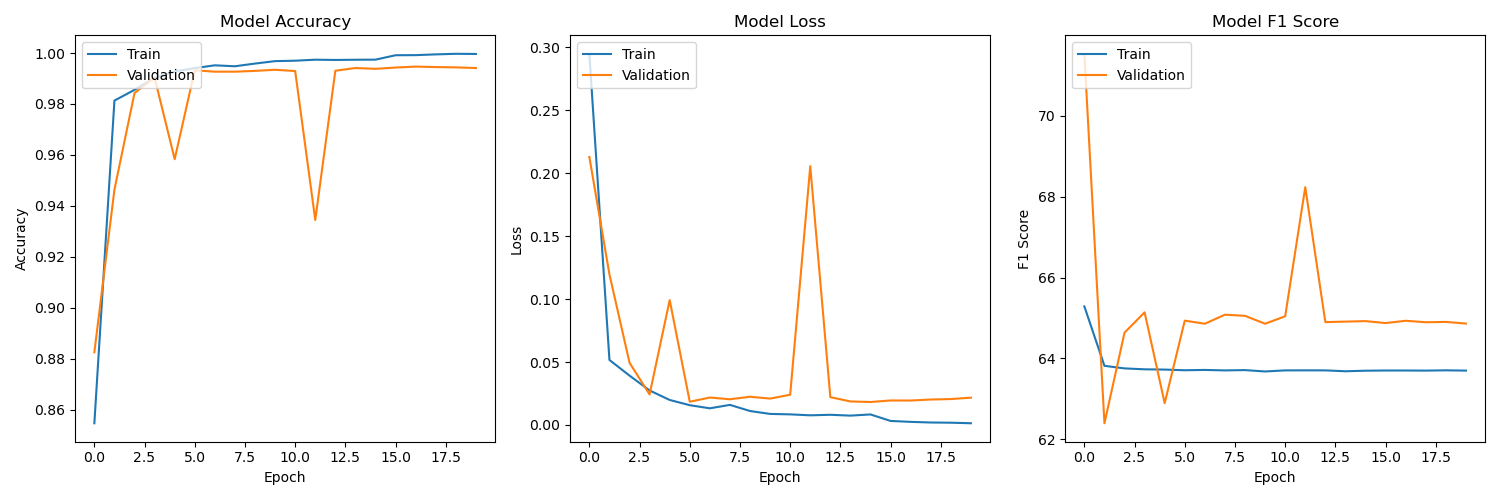 Model Accuracy
Train
Validation
1.00
0.98
0.96
0.94
0.92
0.90
0.88
0.86
Accuracy
0.0 2.5 5.0 7.5 10.0 12.5 15.0 17.5
Epoch
Model Loss
Train
Validation
0.30
0.25
0.20
0.15
0.10
0.05
0.00
Loss
0.0 2.5 5.0 7.5 10.0 12.5 15.0 17.5
Epoch
Model F1 Score
Train
Validation
70
68
66
64
62
F1 Score
0.0 2.5 5.0 7.5 10.0 12.5 15.0 17.5
Epoch